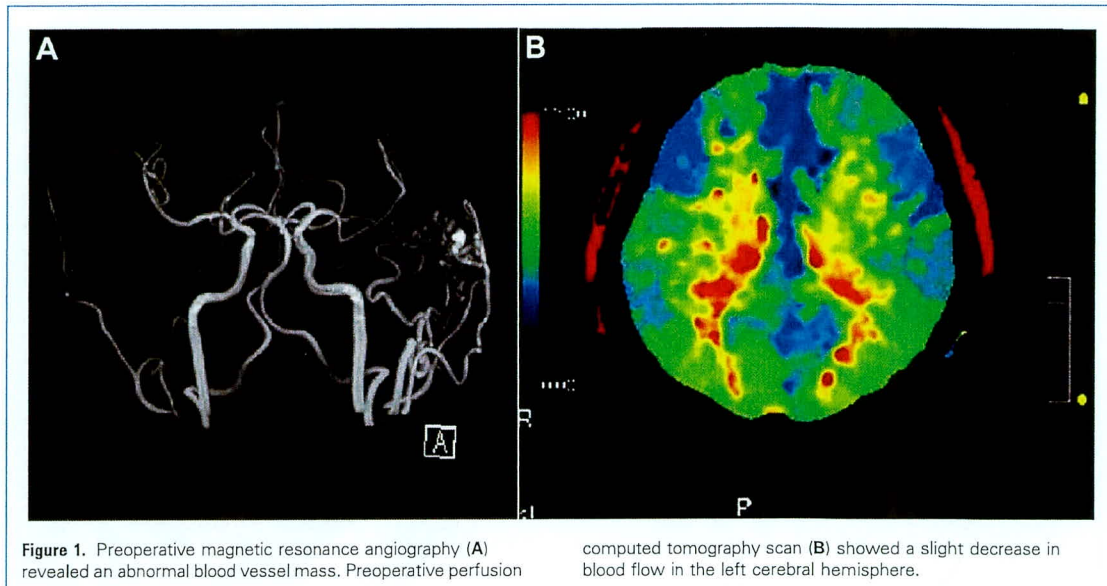 A
B
A
P
Figure 1. Preoperative magnetic resonance angiography (A)
revealed an abnormal blood vessel mass. Preoperative perfusion
computed tomography scan (B) showed a slight decrease in
blood flow in the left cerebral hemisphere.